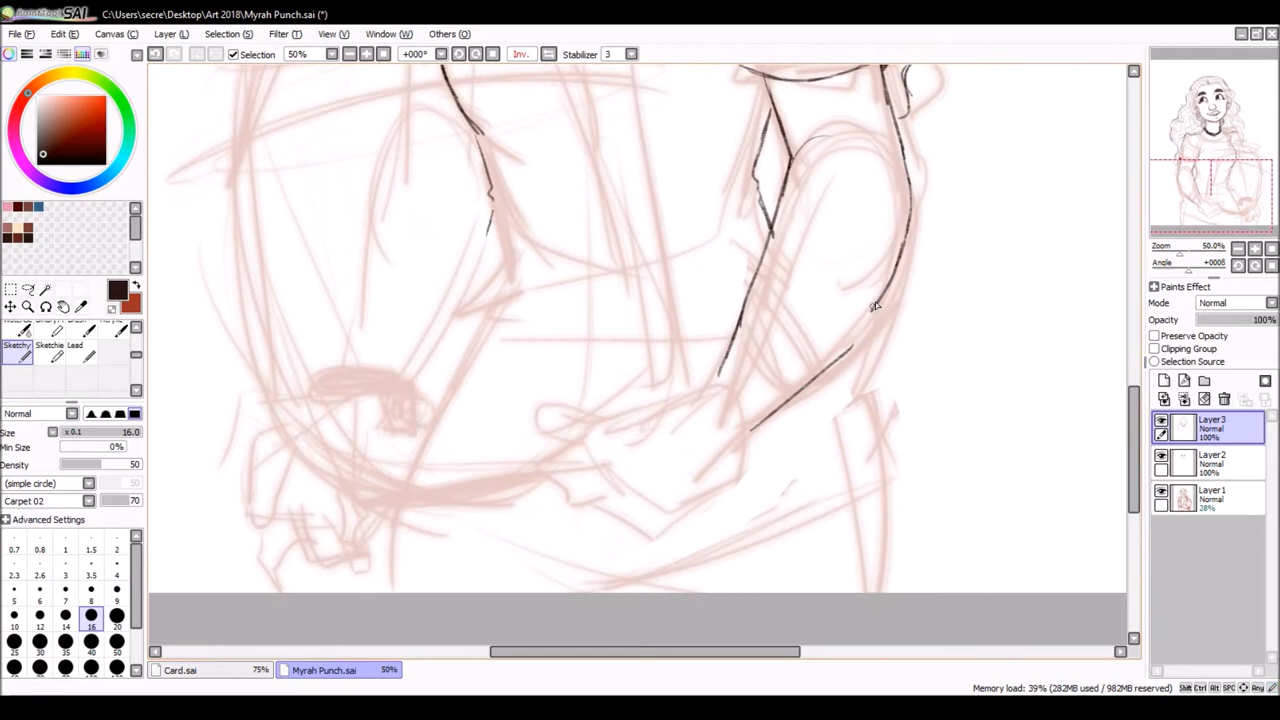 PaintTool SAI C:\Users\secre\Desktop\Art 2018\Myrah Punch.sai (*)
File (F) Edit (E) Canvas (C) Layer (L) Selection (S) Filter (T) View (V) Window (W) Others (O)
Selection 50% +000° Inv. Stabilizer 3
Zoom 50.0%
Angle
Paints Effect
Mode Normal
Opacity 100%
Preserve Opacity
Clipping Group
Selection Source
Sketchy Sketchie Lead
Normal
Size x 0.1 16.0
Min Size 0%
Density 50
(simple circle) 50
Carpet 02 70
Advanced Settings
0.7 0.8 1 1.5 2
2.3 2.6 3 3.5 4
5 6 7 8 9
10 12 14 16 20
25 30 35 40 50
Layer3
Normal
100%
Layer2
Normal
100%
Layer1
Normal
28%
Card.sai 75% Myrah Punch.sai 50%
Memory load: 39% (282MB used / 982MB reserved) Shift Ctrl Alt SPC Any